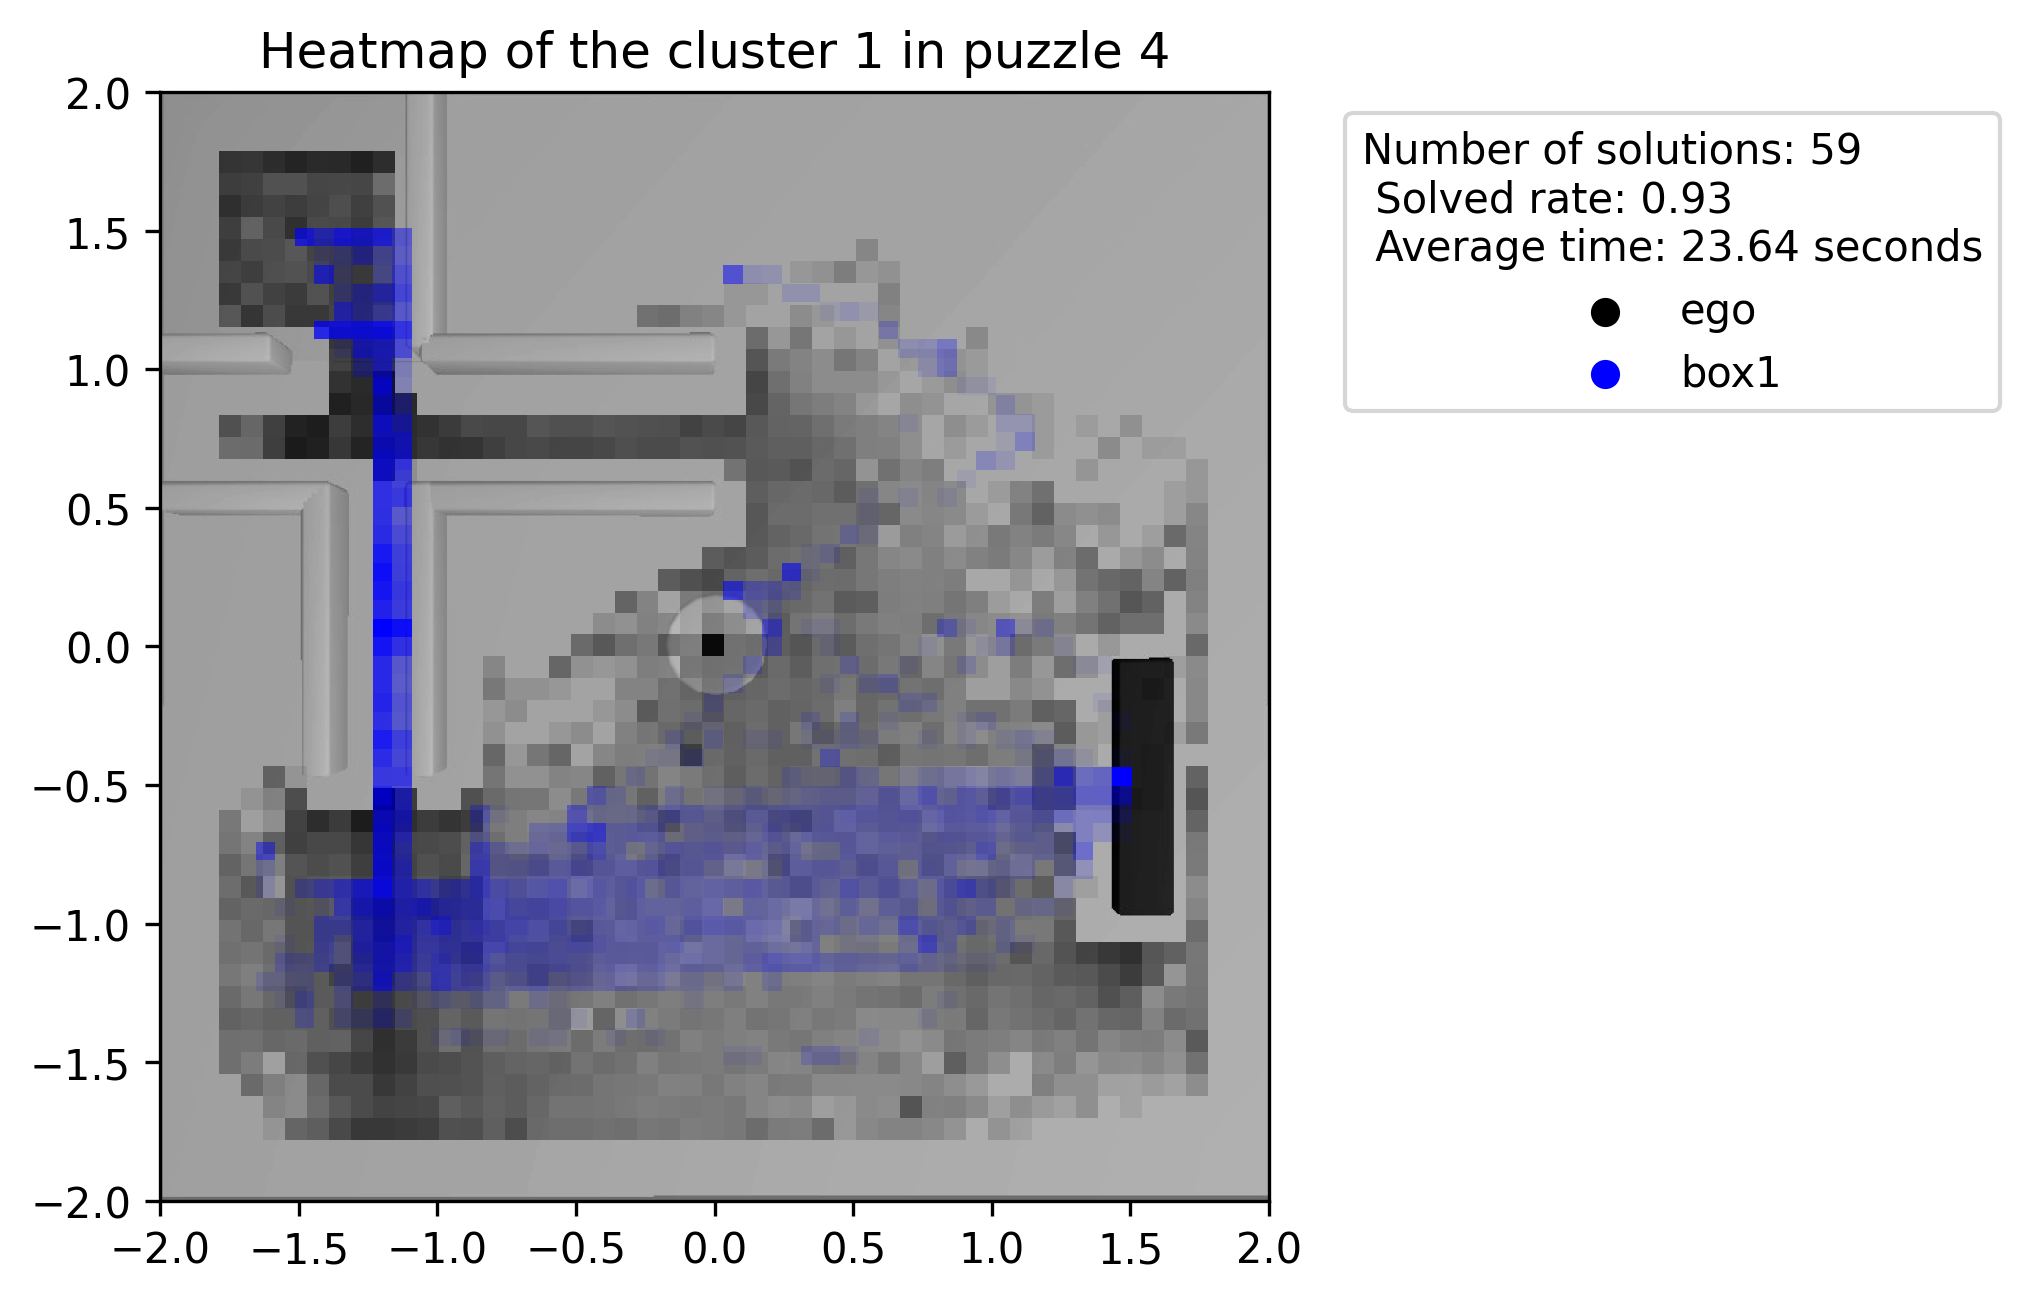 Heatmap of the cluster 1 in puzzle 4
Number of solutions: 59
Solved rate: 0.93
Average time: 23.64 seconds
ego
box1
2.0
1.5
1.0
0.5
0.0
−0.5
−1.0
−1.5
−2.0
−2.0 −1.5 −1.0 −0.5 0.0 0.5 1.0 1.5 2.0